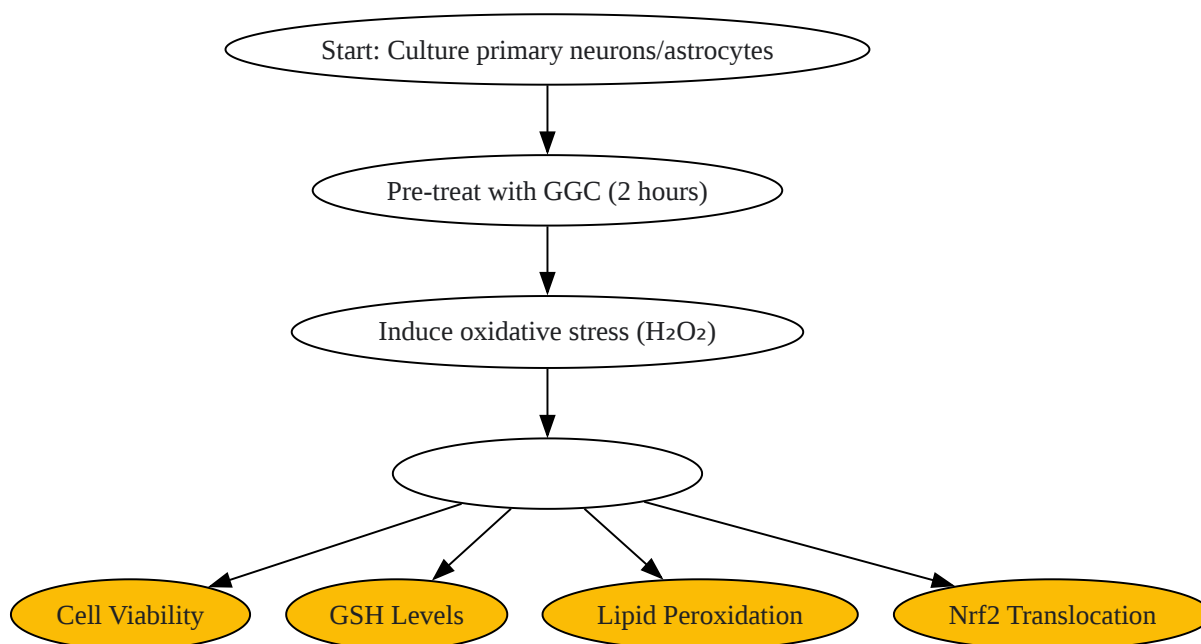 Start: Culture primary neurons/astrocytes
Pre-treat with GGC (2 hours)
Induce oxidative stress (H₂O₂)
Cell Viability
GSH Levels
Lipid Peroxidation
Nrf2 Translocation